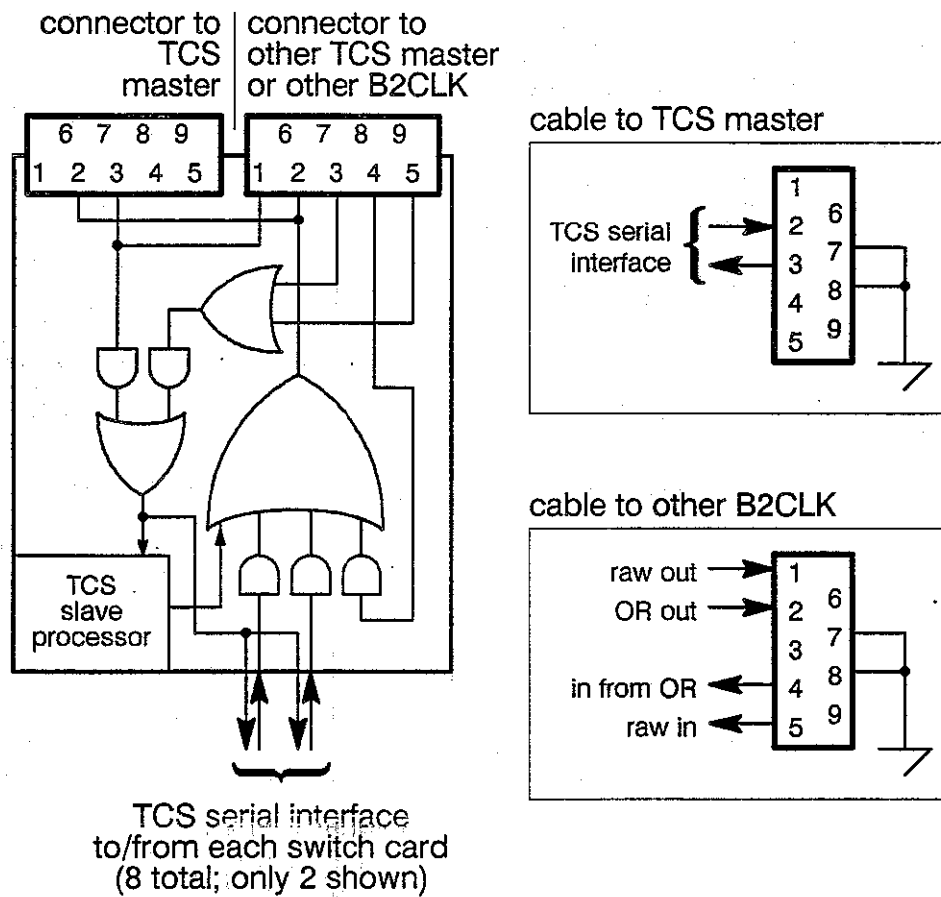 connector to
TCS
master
connector to
other TCS master
or other B2CLK
6 7 8 9
1 2 3 4 5
6 7 8 9
1 2 3 4 5
TCS
slave
processor
TCS serial interface
to/from each switch card
(8 total; only 2 shown)
cable to TCS master
TCS serial
interface
1
2
3
4
5
6
7
8
9
cable to other B2CLK
raw out
OR out
in from OR
raw in
1
2
3
4
5
6
7
8
9